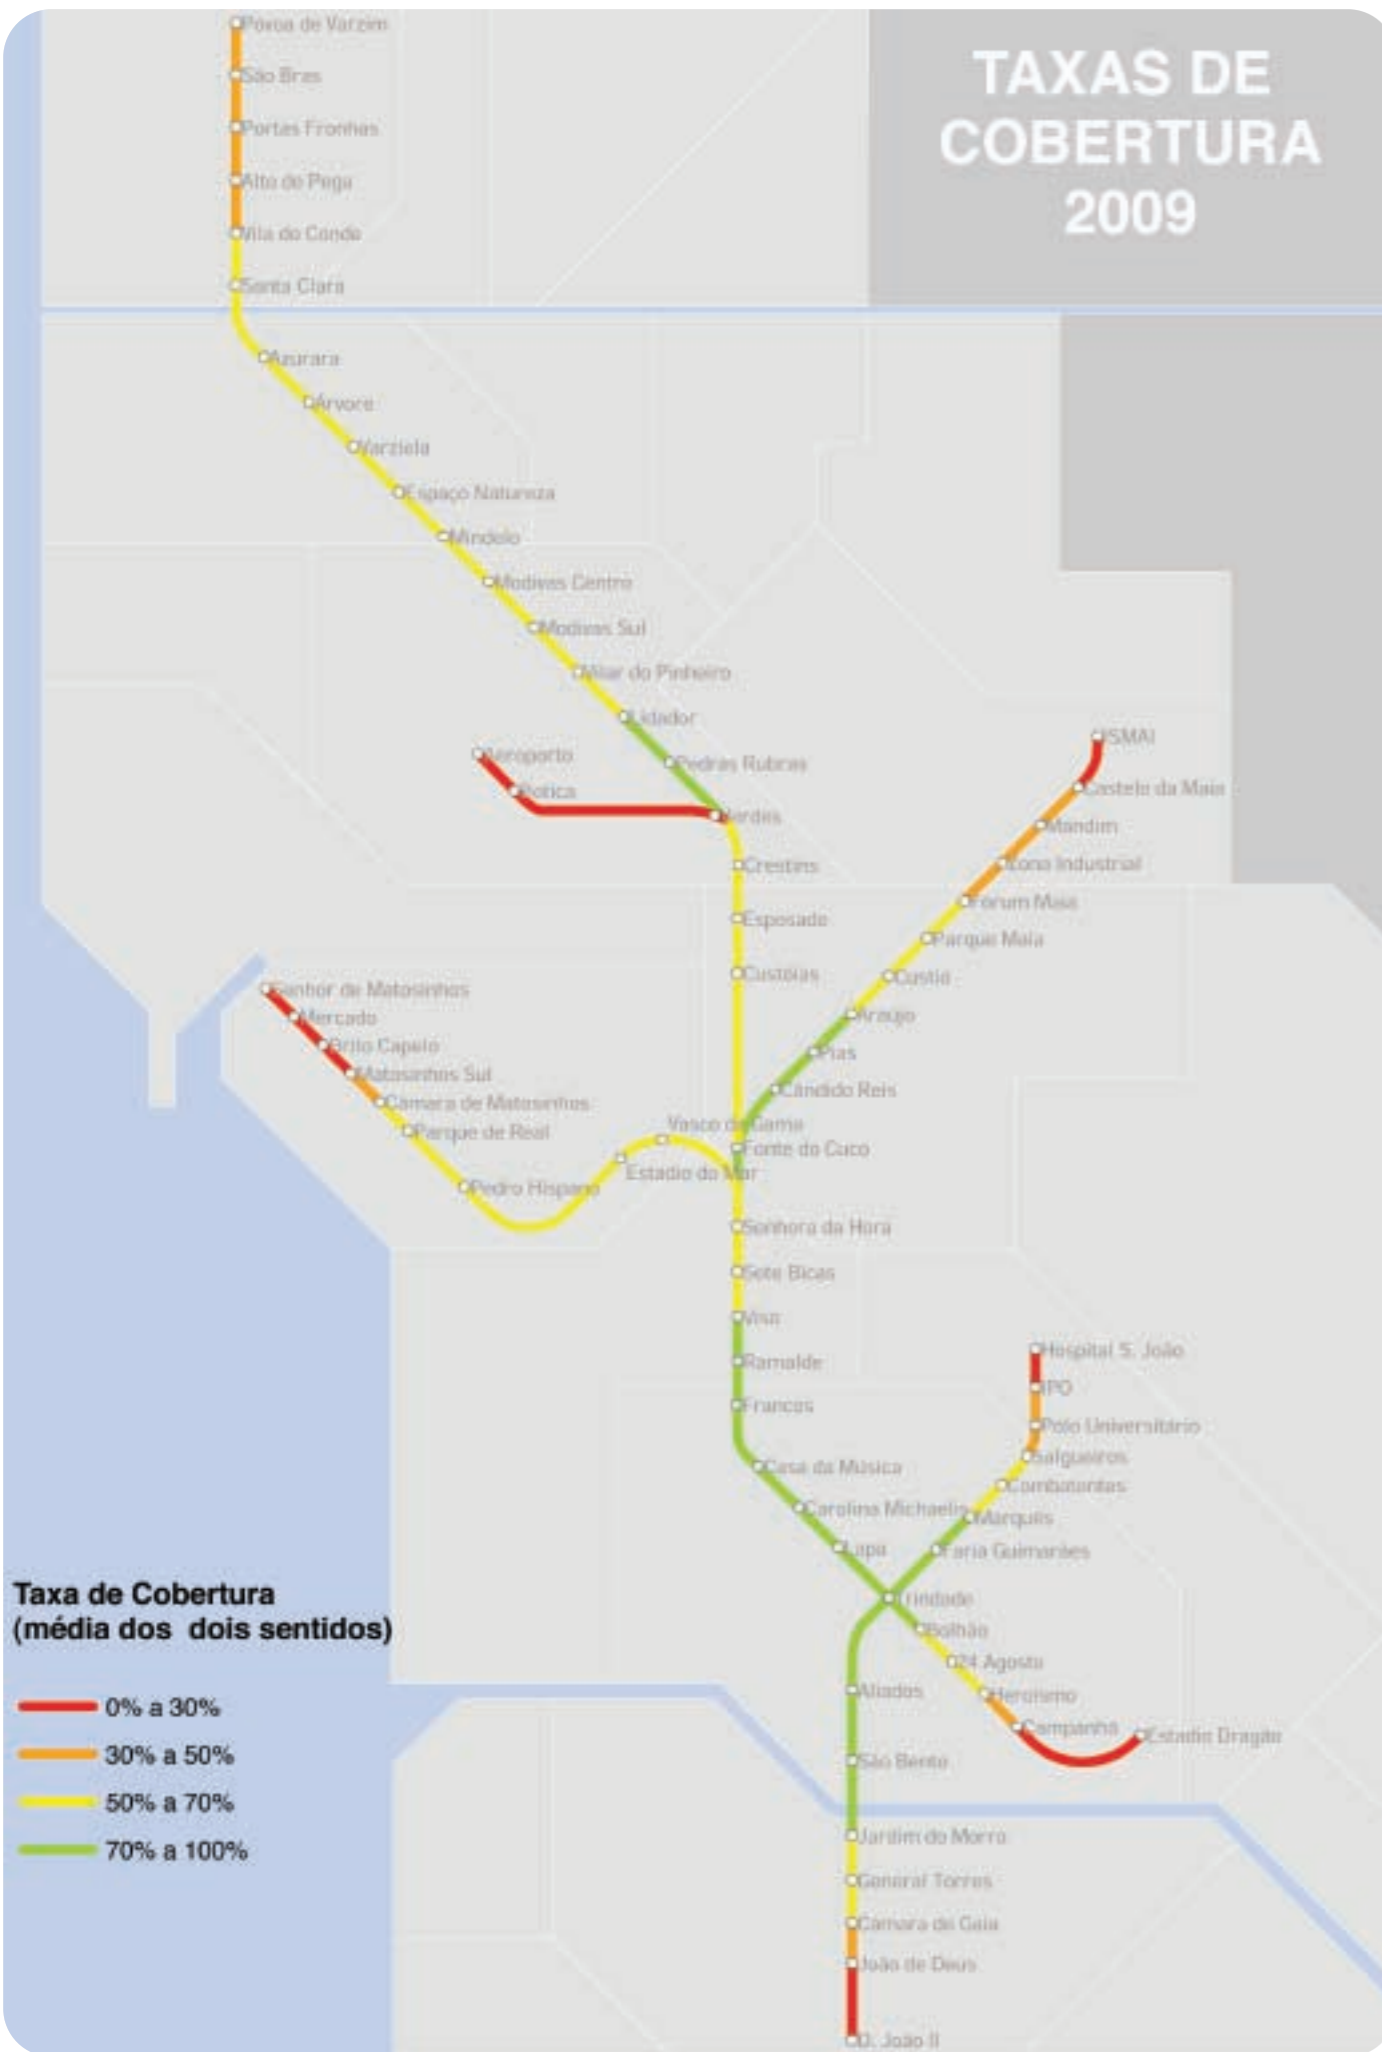 TAXAS DE
COBERTURA
2009
Póvoa de Varzim
São Bras
Portas Fronhas
Alto de Pega
Vila do Conde
Santa Clara
Azurara
Árvore
Varziela
Espaço Natureza
Mindelo
Modivas Centro
Modivas Sul
Vilar do Pinheiro
Lidador
Pedras Rubras
Aeroporto
Botica
Verdes
Crestins
Esposade
Custóias
ISMAI
Castelo da Maia
Mandim
Zona Industrial
Fórum Maia
Parque Maia
Custio
Araujo
Pias
Cândido Reis
Senhor de Matosinhos
Mercado
Brito Capelo
Matosinhos Sul
Câmara de Matosinhos
Parque de Real
Pedro Hispano
Estadio do Mar
Vasco da Gama
Fonte do Cuco
Senhora da Hora
Sete Bicas
Viso
Ramalde
Francos
Casa da Música
Carolina Michaelis
Lapa
Hospital S. João
IPO
Pólo Universitário
Salgueiros
Combatentes
Marquês
Faria Guimarães
Trindade
Bolhão
24 Agosto
Heroísmo
Campanhã
Estadio Dragão
Aliados
São Bento
Jardim do Morro
General Torres
Câmara de Gaia
João de Deus
D. João II
Taxa de Cobertura
(média dos dois sentidos)
0% a 30%
30% a 50%
50% a 70%
70% a 100%